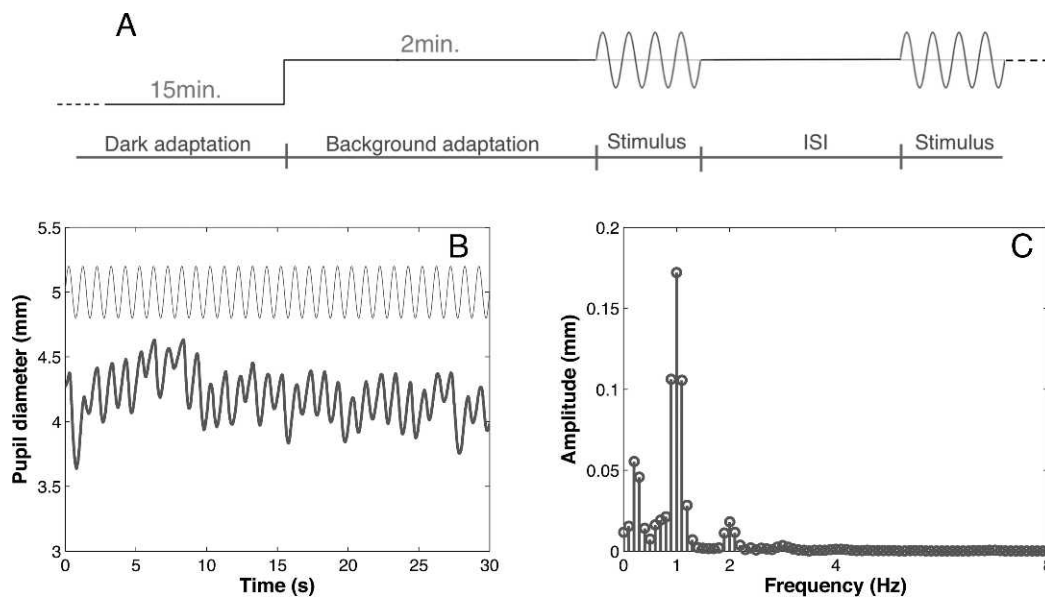 A
2min.
15min.
Dark adaptation Background adaptation Stimulus ISI Stimulus
B
5.5
5
4.5
4
3.5
3
0 5 10 15 20 25 30
Pupil diameter (mm)
Time (s)
C
0.2
0.15
0.1
0.05
0
0 1 2 4 8
Amplitude (mm)
Frequency (Hz)